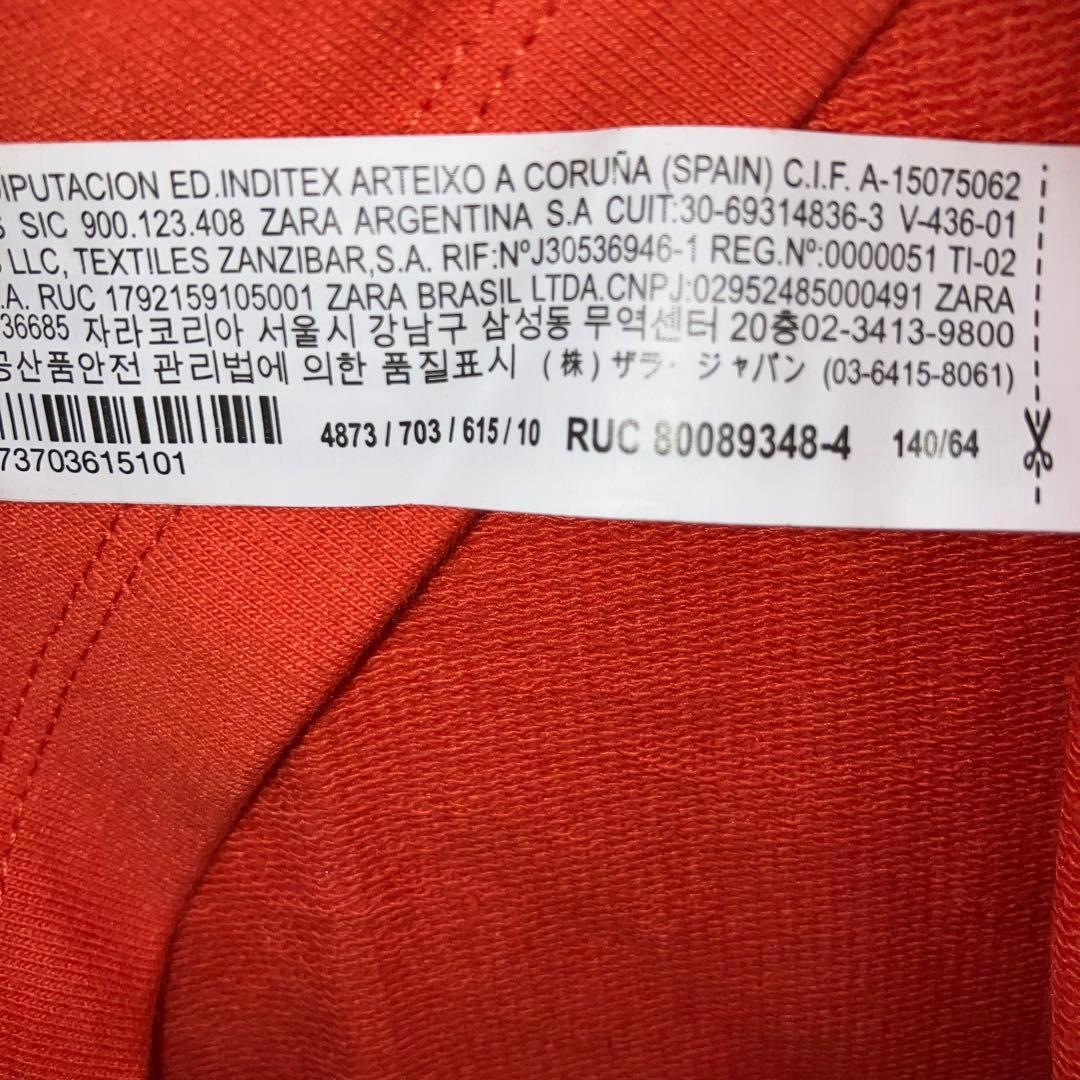 DIPUTACION ED.INDITEX ARTEIXO A CORUÑA (SPAIN) C.I.F. A-15075062
SIC 900.123.408 ZARA ARGENTINA S.A CUIT:30-69314836-3 V-436-01
LLC, TEXTILES ZANZIBAR,S.A. RIF:NºJ30536946-1 REG.Nº:0000051 TI-02
.A. RUC 1792159105001 ZARA BRASIL LTDA.CNPJ:02952485000491 ZARA
36685 자라코리아 서울시 강남구 삼성동 무역센터 20층02-3413-9800
공산품안전 관리법에 의한 품질표시 (株) ザラ・ジャパン (03-6415-8061)
4873 / 703 / 615 / 10 RUC 80089348-4 140/64
73703615101